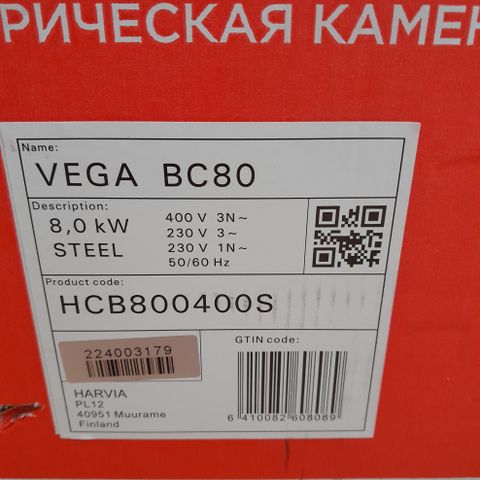 РИЧЕСКАЯ КАМЕН
Name:
VEGA BC80
Description:
8,0 kW
STEEL
400 V 3N~
230 V 3~
230 V 1N~
50/60 Hz
Product code:
HCB800400S
224003179
GTIN code:
HARVIA
PL12
40951 Muurame
Finland
6 410082 608089